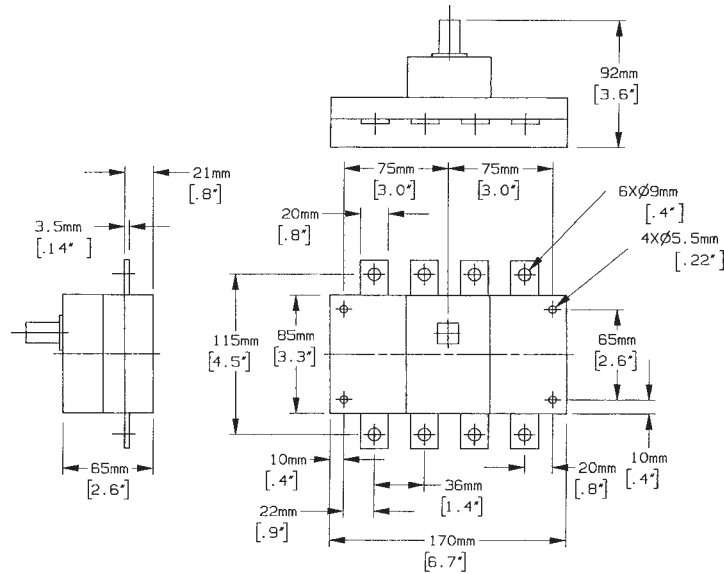 92mm
[3.6"]
75mm
[3.0"]
75mm
[3.0"]
21mm
[.8"]
3.5mm
[.14"]
20mm
[.8"]
6XØ9mm
[.4"]
4XØ5.5mm
[.22"]
115mm
[4.5"]
85mm
[3.3"]
65mm
[2.6"]
65mm
[2.6"]
10mm
[.4"]
36mm
[1.4"]
20mm
[.8"]
10mm
[.4"]
22mm
[.9"]
170mm
[6.7"]